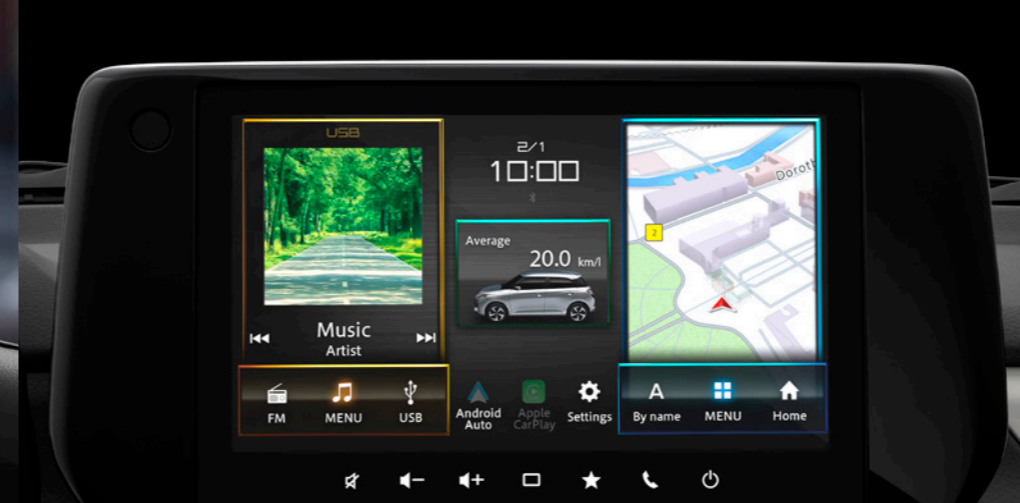 USB
2/1
10:00
Average
20.0 km/l
2
Music
Artist
FM
MENU
USB
Android
Auto
Apple
CarPlay
Settings
A
By name
MENU
Home